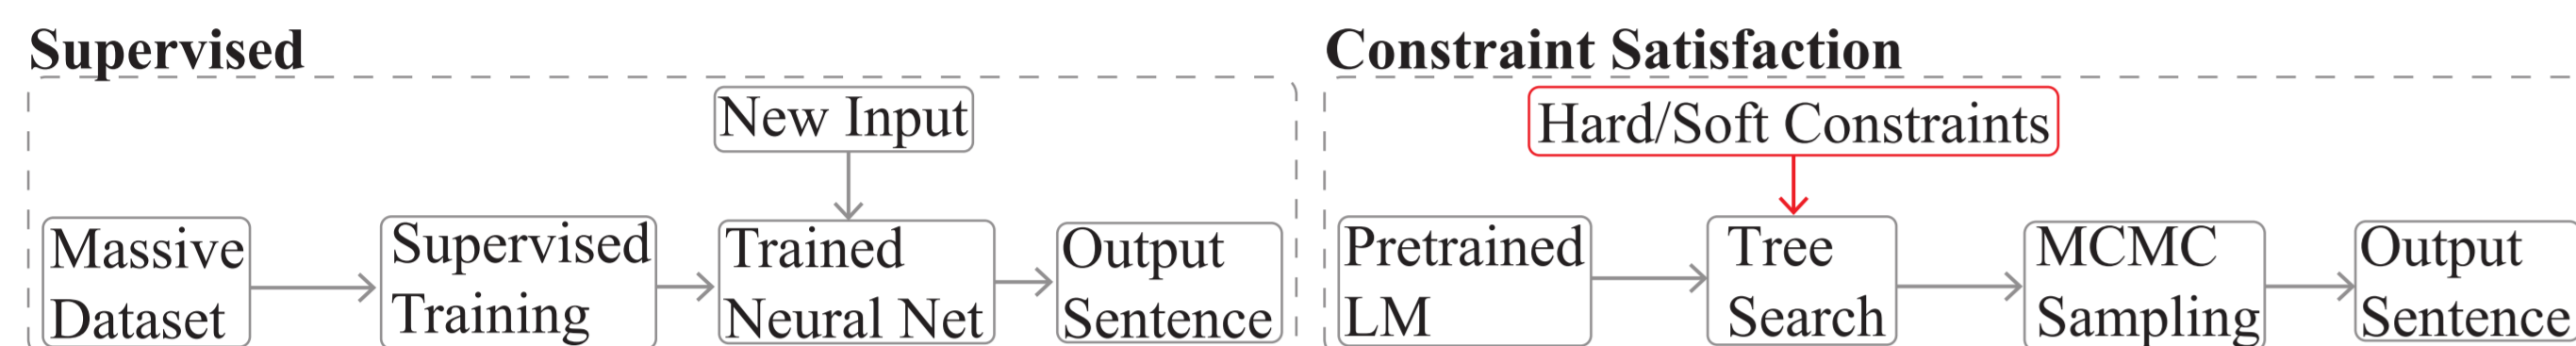 Supervised
New Input
Massive
Dataset
Supervised
Training
Trained
Neural Net
Output
Sentence
Constraint Satisfaction
Hard/Soft Constraints
Pretrained
LM
Tree
Search
MCMC
Sampling
Output
Sentence